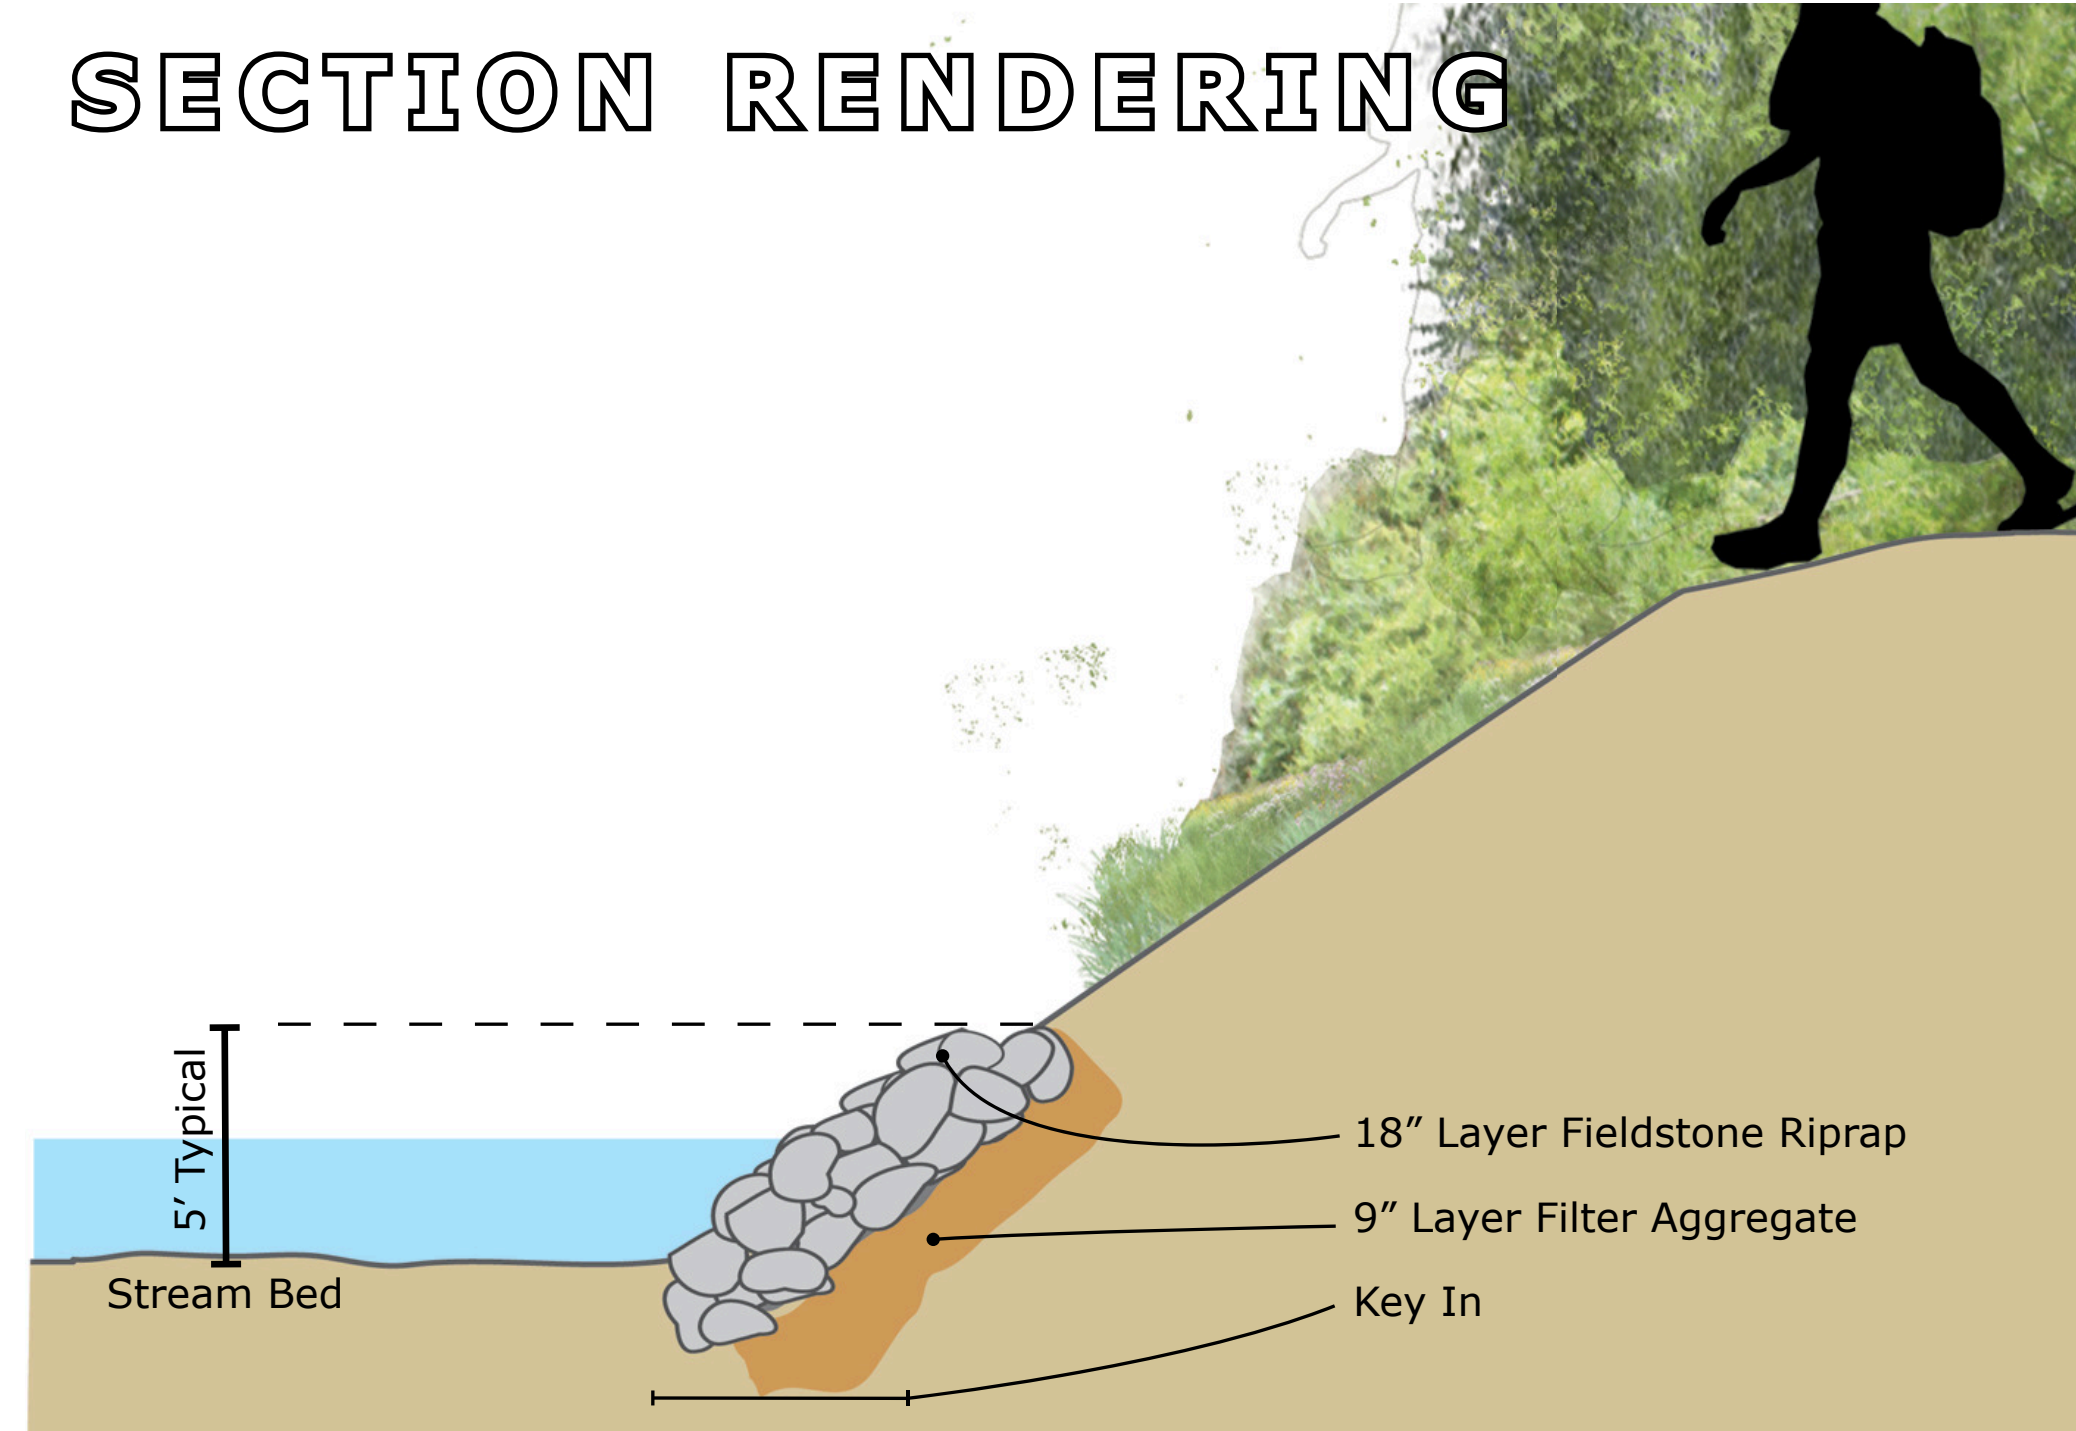 SECTION RENDERING
5’ Typical
18” Layer Fieldstone Riprap
9” Layer Filter Aggregate
Stream Bed
Key In